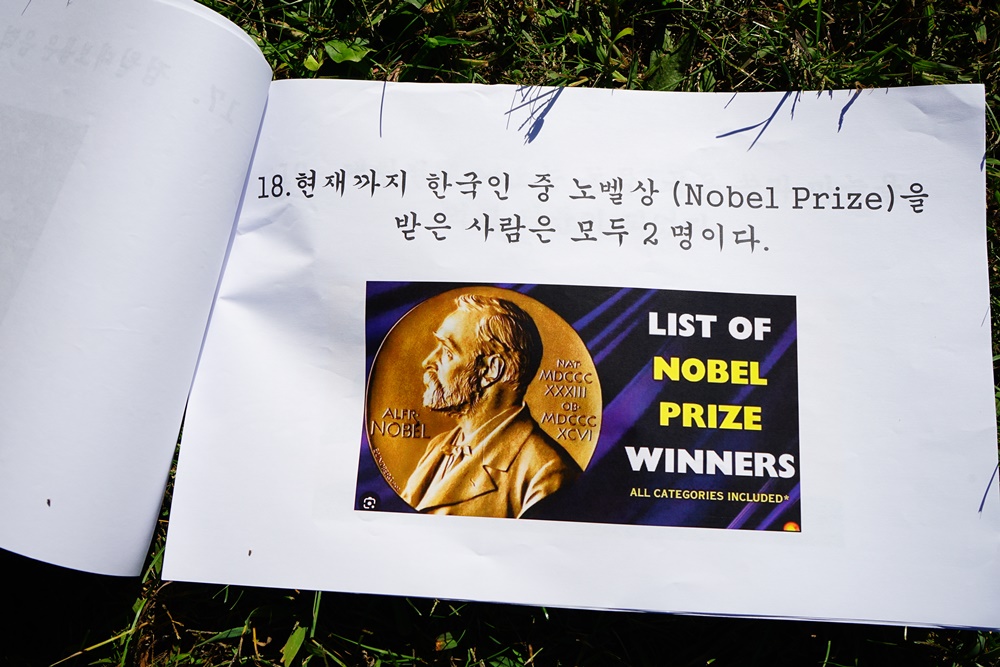 18.현재까지 한국인 중 노벨상 (Nobel Prize)을
받은 사람은 모두 2 명이다.
ALFR·
NOBEL
NAT·
MDCCC
XXXIII
OB·
MDCCC
XCVI
LIST OF
NOBEL
PRIZE
WINNERS
ALL CATEGORIES INCLUDED*